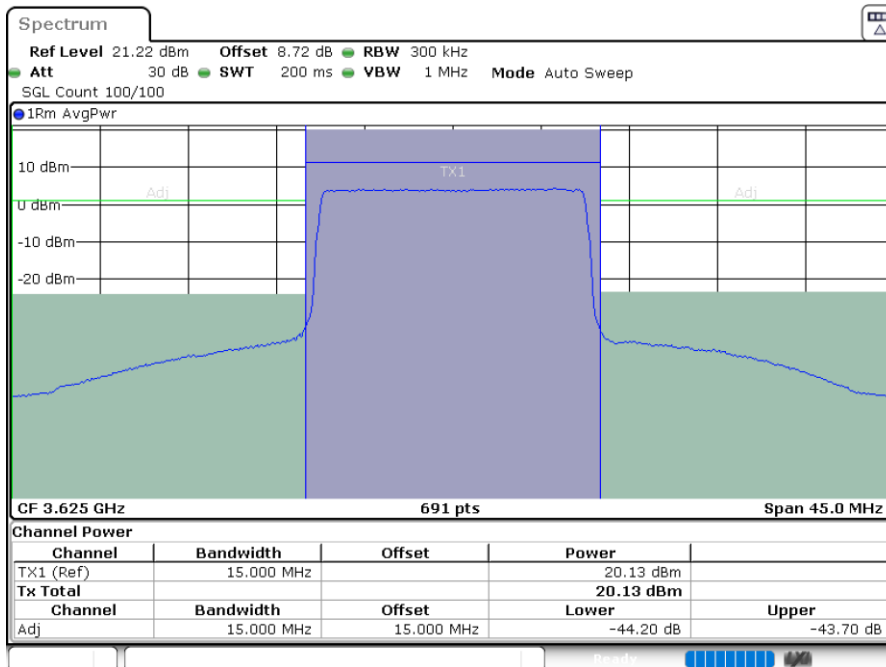 Spectrum
Ref Level 21.22 dBm Offset 8.72 dB RBW 300 kHz
Att 30 dB SWT 200 ms VBW 1 MHz Mode Auto Sweep
SGL Count 100/100
1Rm AvgPwr
10 dBm
TX1
Adj Adj
0 dBm
-10 dBm
-20 dBm
CF 3.625 GHz 691 pts Span 45.0 MHz
Channel Power
Channel Bandwidth Offset Power
TX1 (Ref) 15.000 MHz 20.13 dBm
Tx Total 20.13 dBm
Channel Bandwidth Offset Lower Upper
Adj 15.000 MHz 15.000 MHz -44.20 dB -43.70 dB
Ready